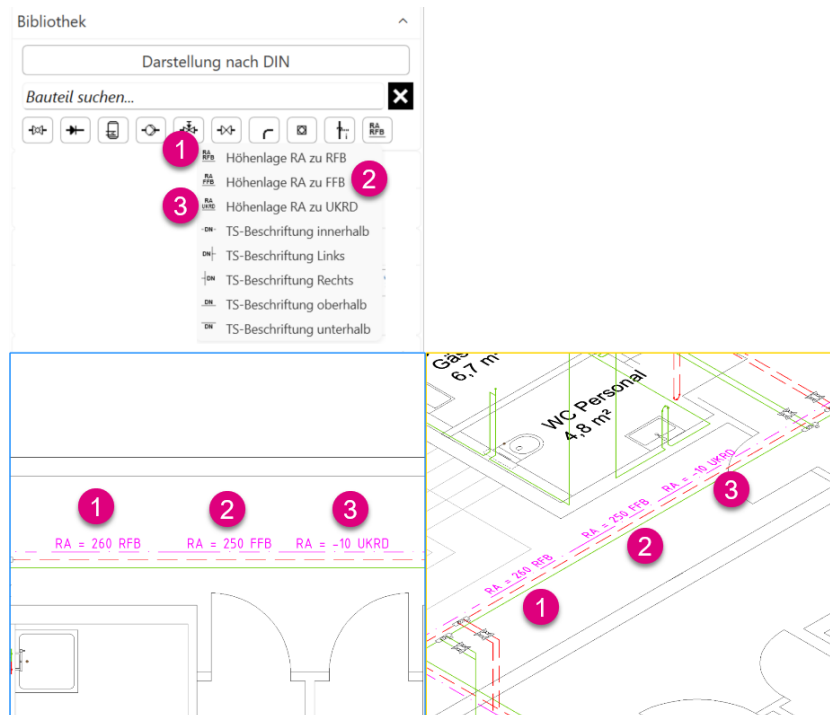 Bibliothek
Darstellung nach DIN
Bauteil suchen...
RA
RFB
1
RA
RFB
Höhenlage RA zu RFB
RA
FFB
Höhenlage RA zu FFB
2
3
RA
UKRD
Höhenlage RA zu UKRD
DN
TS-Beschriftung innerhalb
DN
TS-Beschriftung Links
DN
TS-Beschriftung Rechts
DN
TS-Beschriftung oberhalb
DN
TS-Beschriftung unterhalb
1
2
3
RA = 260 RFB
RA = 250 FFB
RA = -10 UKRD
Gäs
6,7 m²
WC Personal
4,8 m²
RA = -10 UKRD
3
RA = 250 FFB
2
RA = 260 RFB
1